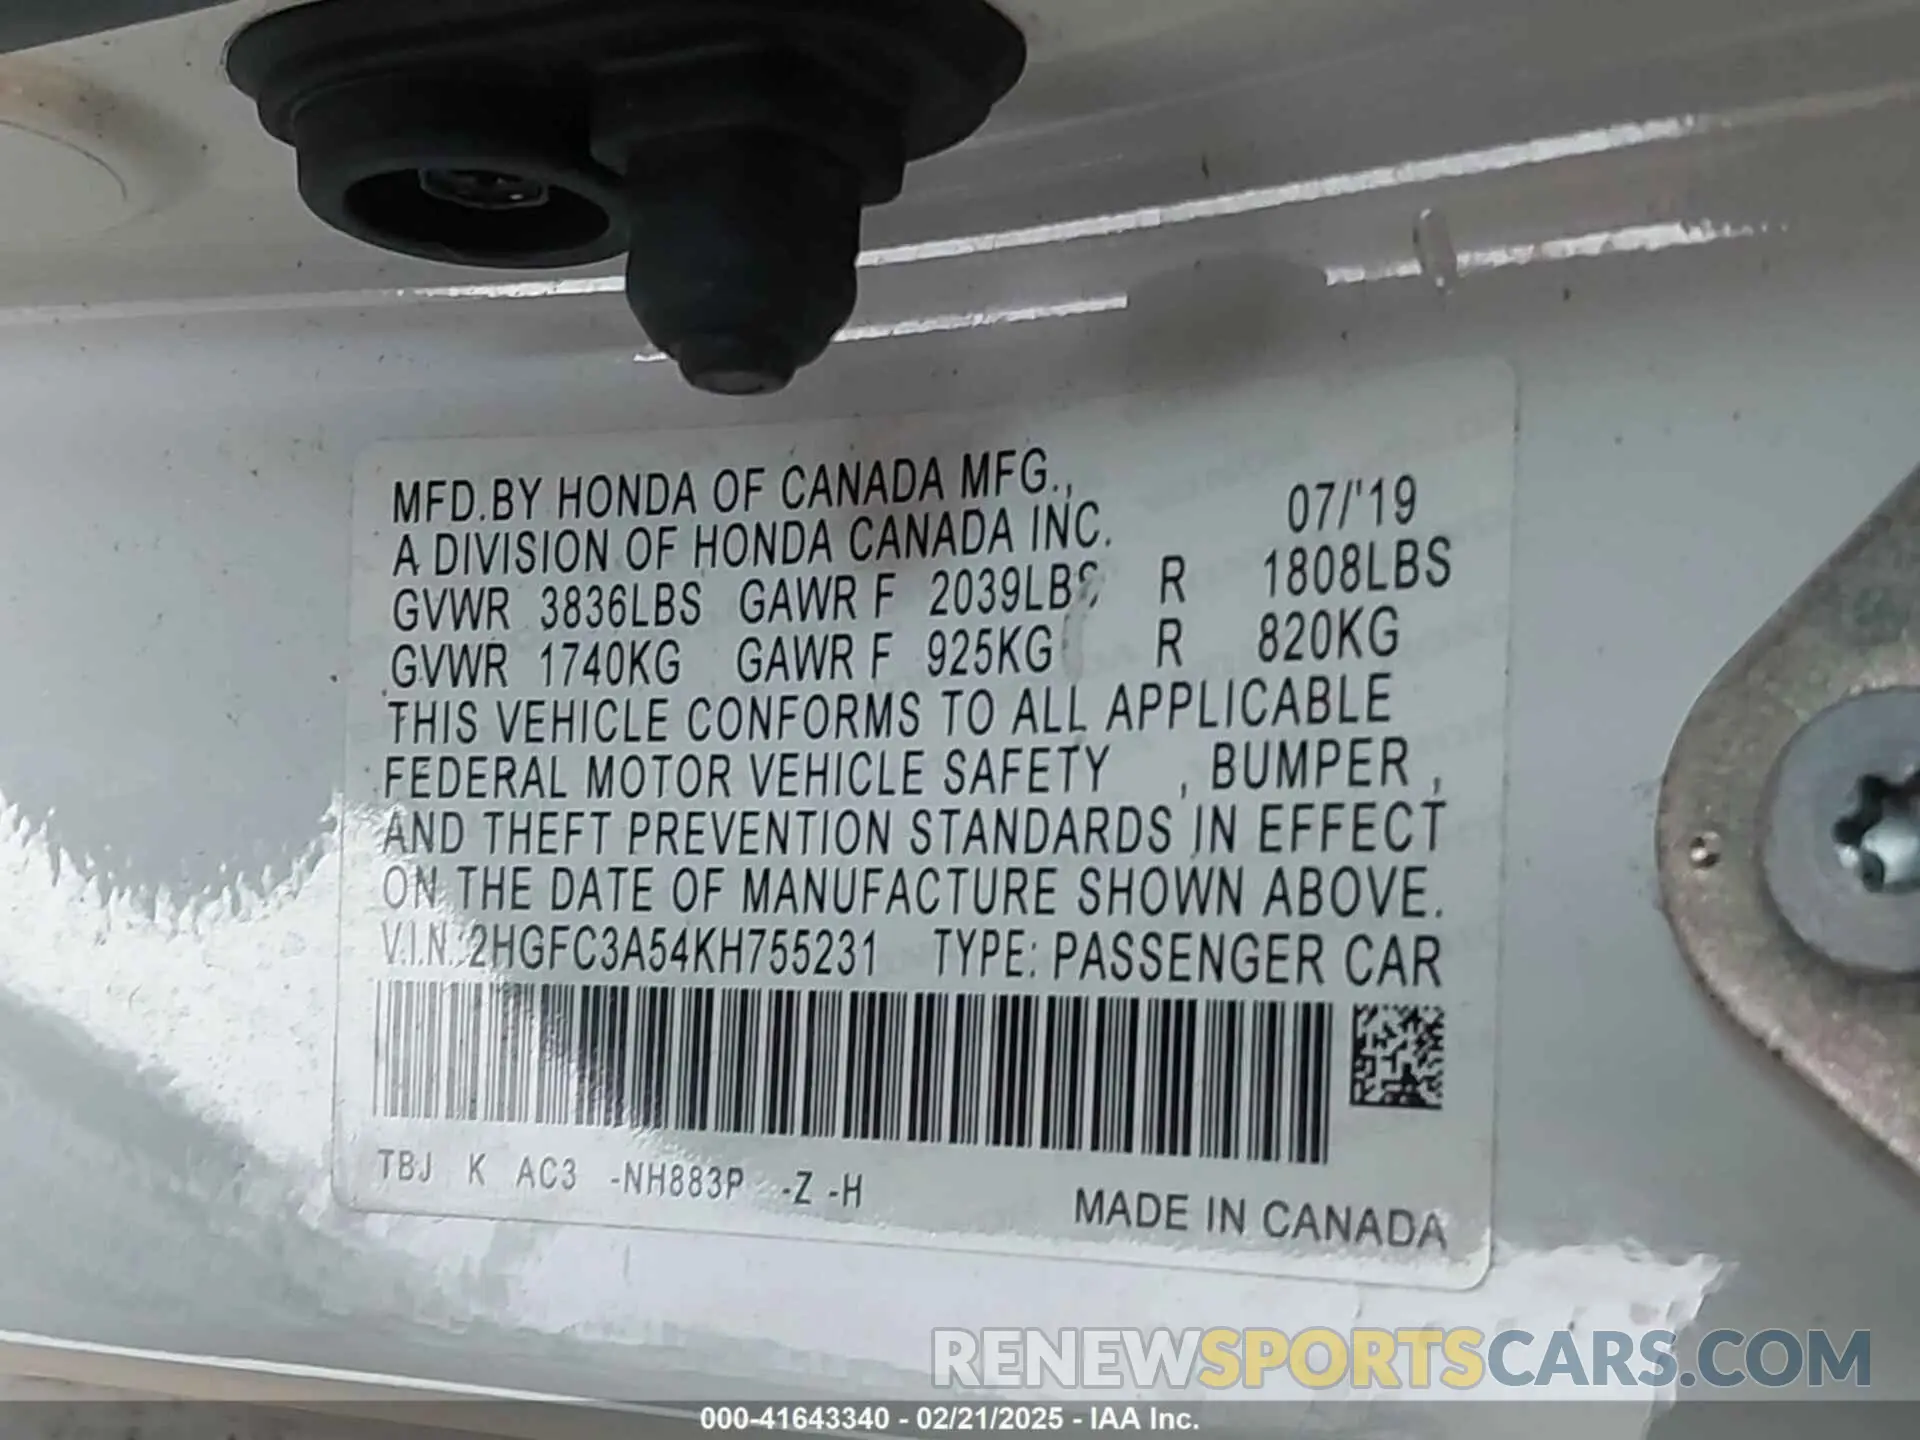 MFD.BY HONDA OF CANADA MFG.,
A DIVISION OF HONDA CANADA INC. 07/'19
GVWR 3836LBS GAWR F 2039LBS R 1808LBS
GVWR 1740KG GAWR F 925KG R 820KG
THIS VEHICLE CONFORMS TO ALL APPLICABLE
FEDERAL MOTOR VEHICLE SAFETY , BUMPER ,
AND THEFT PREVENTION STANDARDS IN EFFECT
ON THE DATE OF MANUFACTURE SHOWN ABOVE.
V.I.N.:2HGFC3A54KH755231 TYPE: PASSENGER CAR
TBJ K AC3 -NH883P -Z -H
MADE IN CANADA
RENEWSPORTSCARS.COM
000-41643340 - 02/21/2025 - IAA Inc.